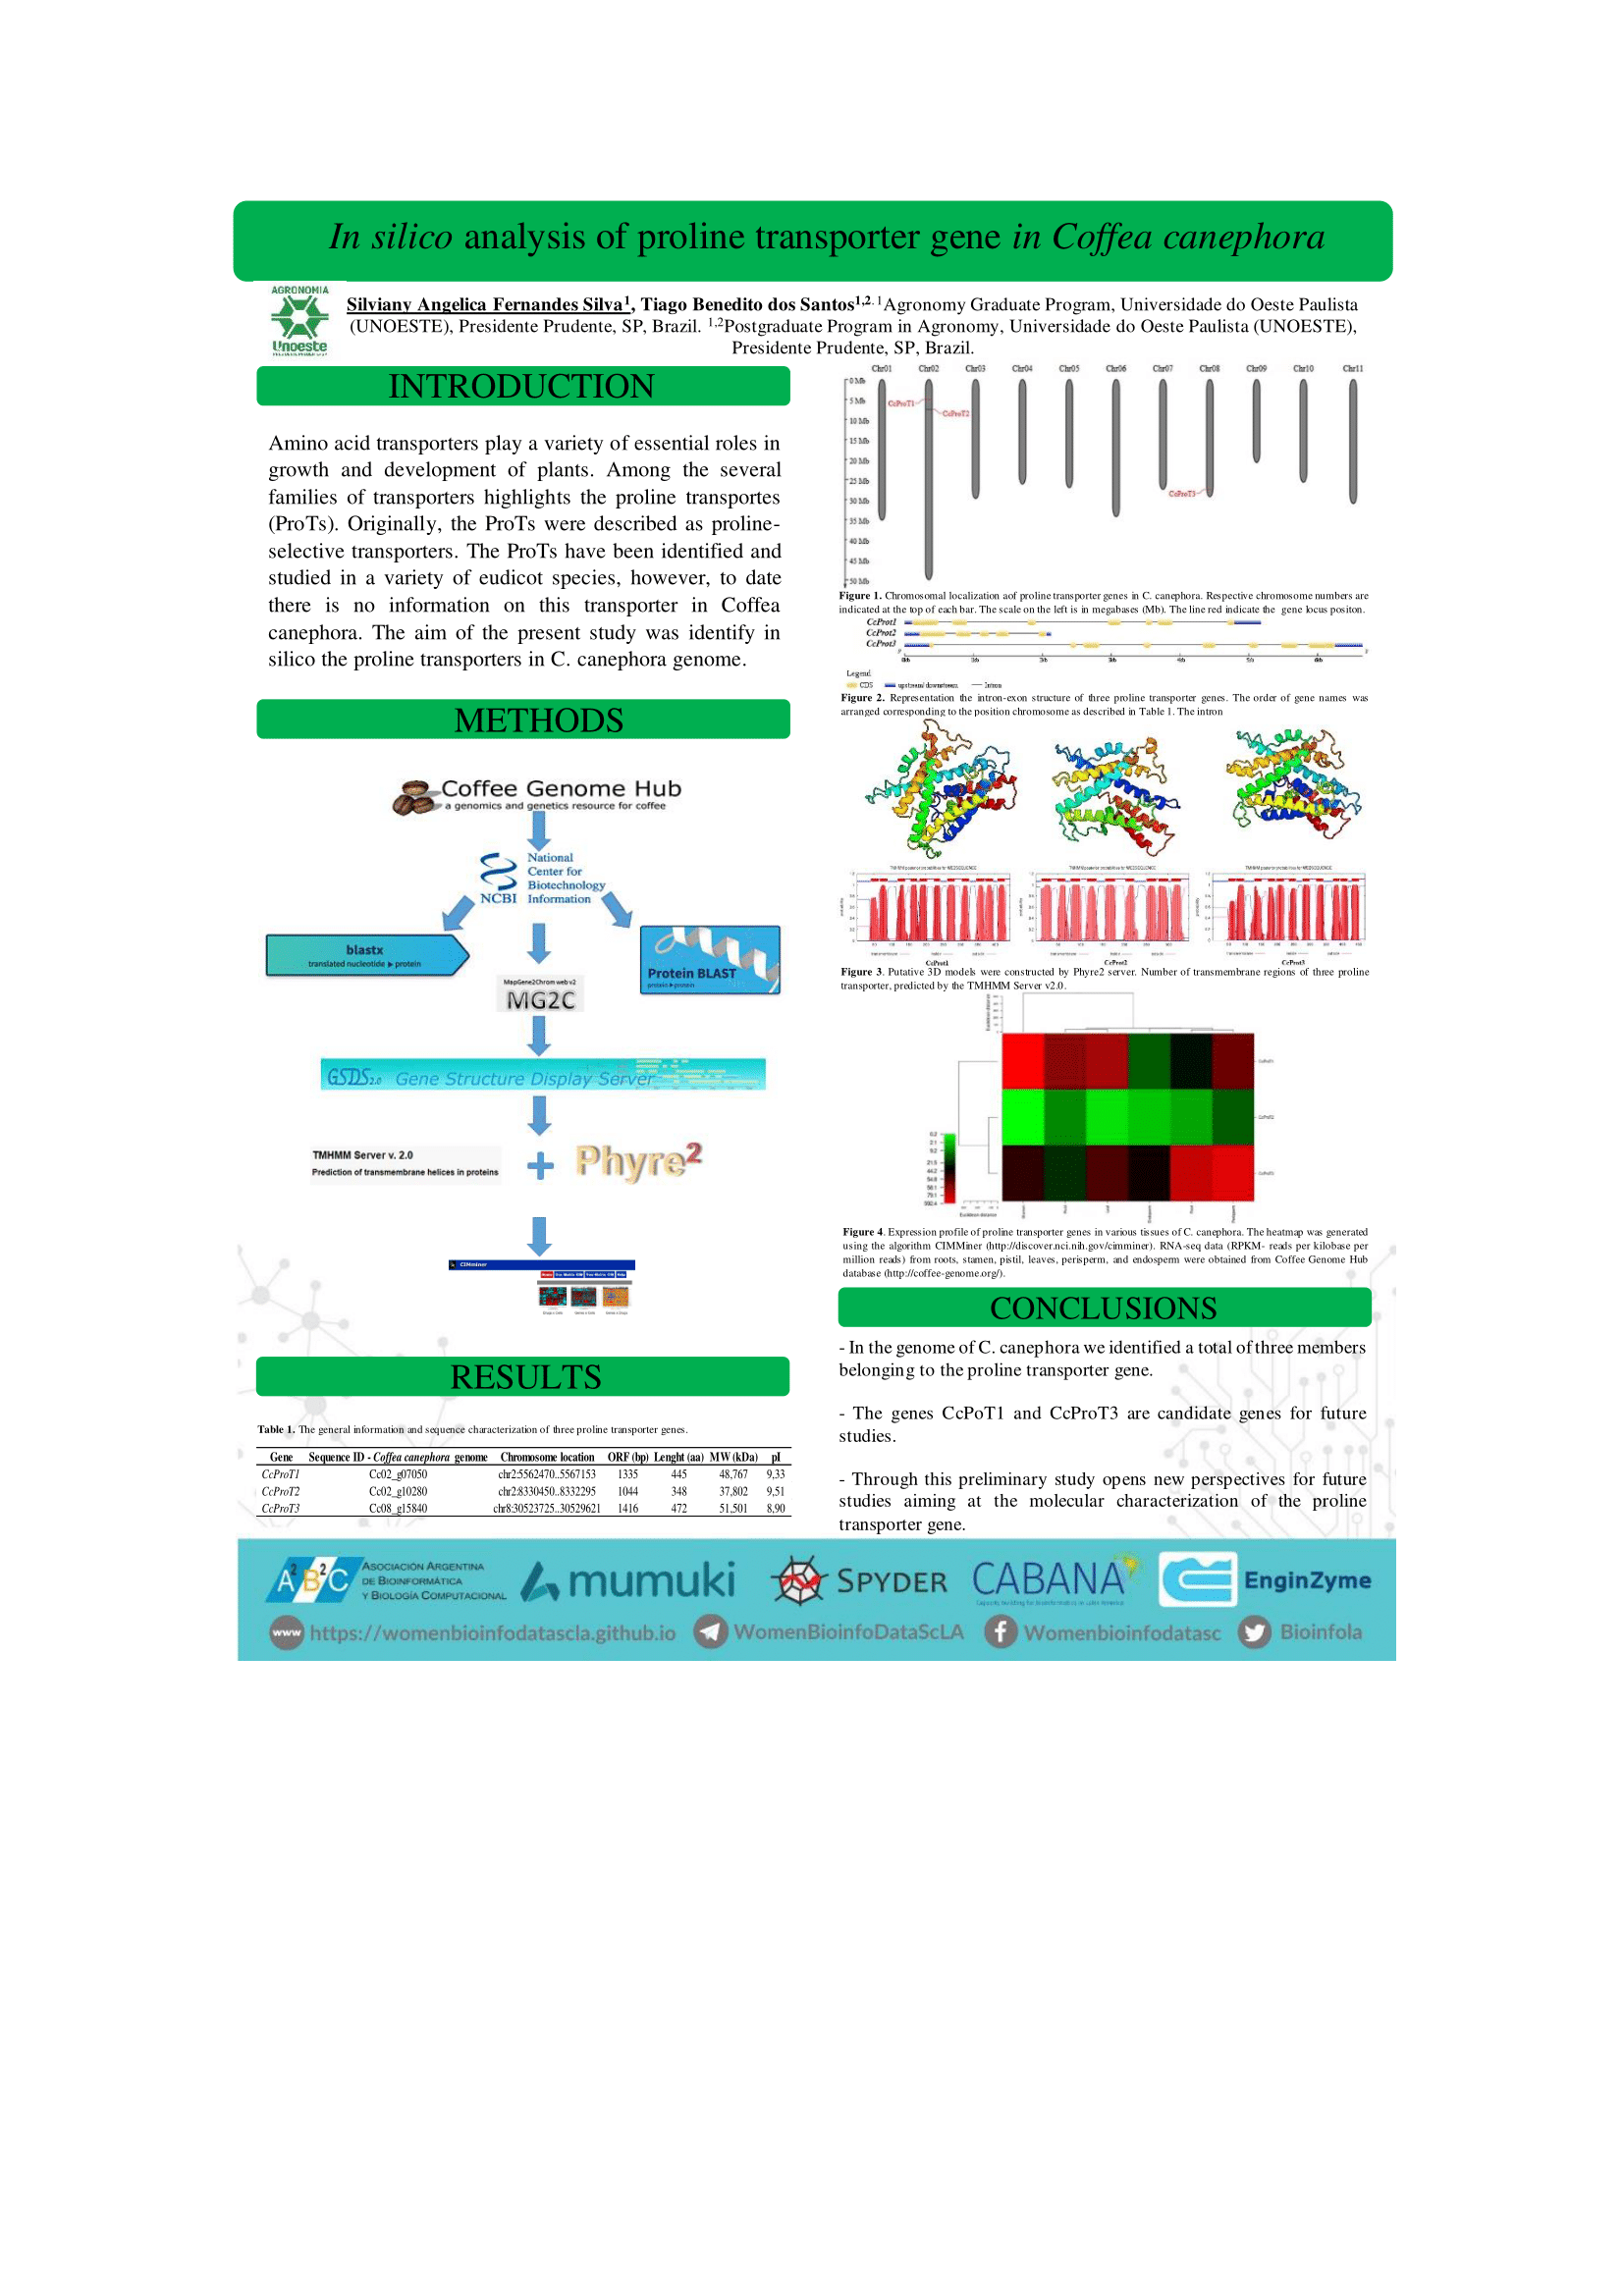 In silico analysis of proline transporter gene in Coffea canephora
AGRONOMIA
Unoeste
Silviany Angelica Fernandes Silva¹, Tiago Benedito dos Santos¹,². ¹Agronomy Graduate Program, Universidade do Oeste Paulista
(UNOESTE), Presidente Prudente, SP, Brazil. ¹,²Postgraduate Program in Agronomy, Universidade do Oeste Paulista (UNOESTE),
Presidente Prudente, SP, Brazil.
INTRODUCTION
Amino acid transporters play a variety of essential roles in
growth and development of plants. Among the several
families of transporters highlights the proline transportes
(ProTs). Originally, the ProTs were described as proline-
selective transporters. The ProTs have been identified and
studied in a variety of eudicot species, however, to date
there is no information on this transporter in Coffea
canephora. The aim of the present study was identify in
silico the proline transporters in C. canephora genome.
METHODS
Coffee Genome Hub
a genomics and genetics resource for coffee
National
Center for
Biotechnology
NCBI Information
blastx
translated nucleotide ▶ protein
Protein BLAST
protein ▶ protein
MapGene2Chrom web v2
MG2C
GSDS2.0 Gene Structure Display Server
TMHMM Server v. 2.0
Prediction of transmembrane helices in proteins
+
Phyre²
CIMminer
RESULTS
Table 1. The general information and sequence characterization of three proline transporter genes.
Gene Sequence ID - Coffea canephora genome Chromosome location ORF (bp) Lenght (aa) MW (kDa) pI
CcProT1 Cc02_g07050 chr2:5562470..5567153 1335 445 48,767 9,33
CcProT2 Cc02_g10280 chr2:8330450..8332295 1044 348 37,802 9,51
CcProT3 Cc08_g15840 chr8:30523725..30529621 1416 472 51,501 8,90
Chr01 Chr02 Chr03 Chr04 Chr05 Chr06 Chr07 Chr08 Chr09 Chr10 Chr11
0 Mb
5 Mb
10 Mb
15 Mb
20 Mb
25 Mb
30 Mb
35 Mb
40 Mb
45 Mb
50 Mb
CcProT1
CcProT2
CcProT3
Figure 1. Chromosomal localization aof proline transporter genes in C. canephora. Respective chromosome numbers are
indicated at the top of each bar. The scale on the left is in megabases (Mb). The line red indicate the gene locus positon.
CcProt1
CcProt2
CcProt3
Legend
CDS upstream/ downstream Intron
Figure 2. Representation the intron-exon structure of three proline transporter genes. The order of gene names was
arranged corresponding to the position chromosome as described in Table 1. The intron
CcProt1 CcProt2 CcProt3
Figure 3. Putative 3D models were constructed by Phyre2 server. Number of transmembrane regions of three proline
transporter, predicted by the TMHMM Server v2.0.
Figure 4. Expression profile of proline transporter genes in various tissues of C. canephora. The heatmap was generated
using the algorithm CIMMiner (http://discover.nci.nih.gov/cimminer). RNA-seq data (RPKM- reads per kilobase per
million reads) from roots, stamen, pistil, leaves, perisperm, and endosperm were obtained from Coffee Genome Hub
database (http://coffee-genome.org/).
CONCLUSIONS
- In the genome of C. canephora we identified a total of three members
belonging to the proline transporter gene.
- The genes CcPoT1 and CcProT3 are candidate genes for future
studies.
- Through this preliminary study opens new perspectives for future
studies aiming at the molecular characterization of the proline
transporter gene.
A²B²C
ASOCIACIÓN ARGENTINA
DE BIOINFORMÁTICA
Y BIOLOGÍA COMPUTACIONAL
mumuki
SPYDER
CABANA
Capacity building for bioinformatics in Latin America
EnginZyme
www https://womenbioinfodatascla.github.io WomenBioinfoDataScLA Womenbioinfodatasc Bioinfola